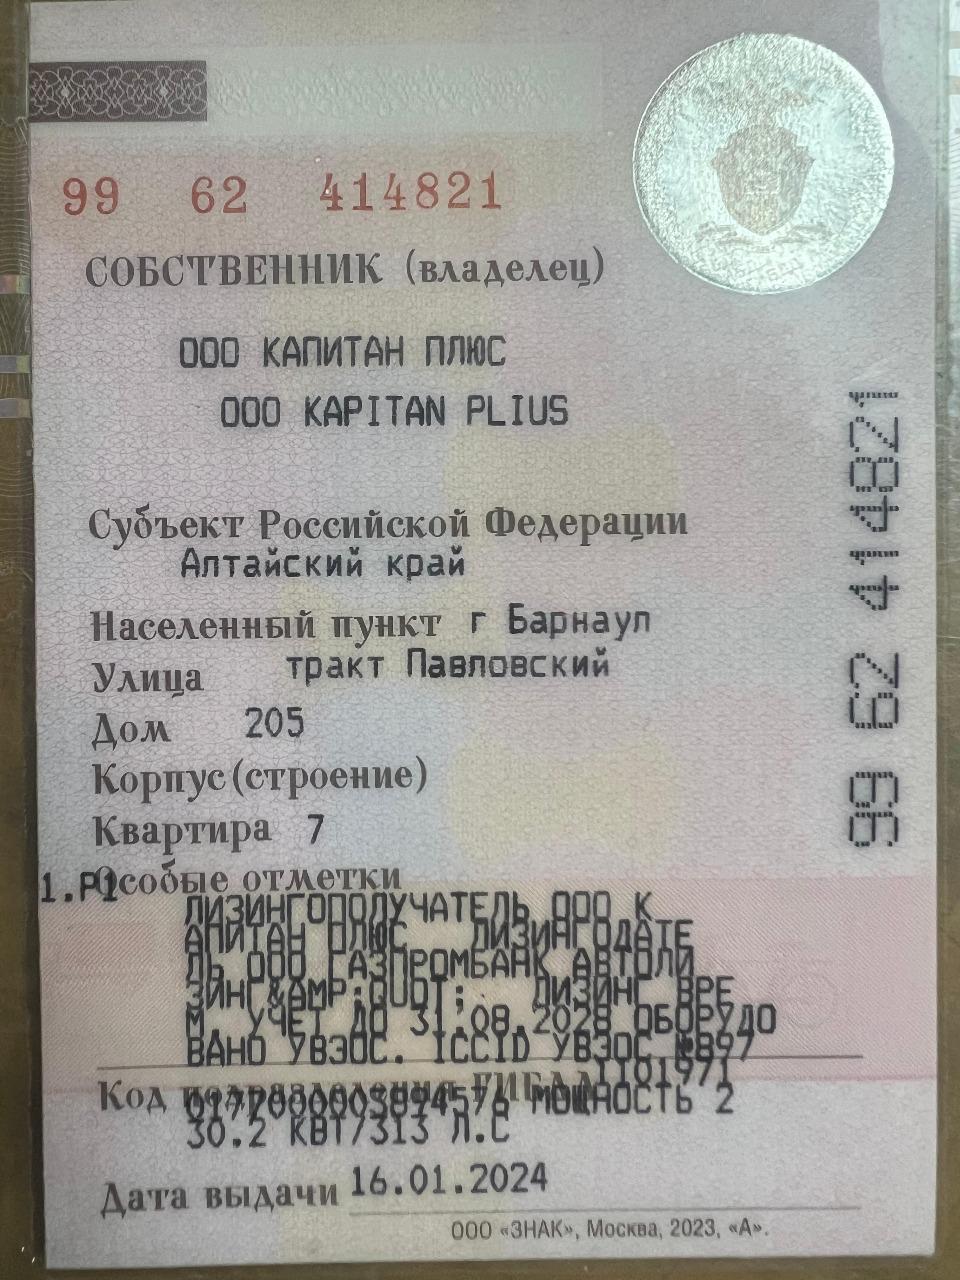 99 62 414821
СОБСТВЕННИК (владелец)
ООО КАПИТАН ПЛЮС
ООО KAPITAN PLIUS
Субъект Российской Федерации
Алтайский край
Населенный пункт г Барнаул
Улица тракт Павловский
Дом 205
Корпус (строение)
Квартира 7
Особые отметки
ЛИЗИНГОПОЛУЧАТЕЛЬ ООО К
АПИТАН ПЛЮС ЛИЗИНГОДАТЕ
ЛЬ ООО ГАЗПРОМБАНК АВТОЛИ
ЗИНГ&AMP;QUOT; ЛИЗИНГ ВРЕ
М. УЧЕТ ДО 31.08.2028 ОБОРУДО
ВАНО УВЭОС. ICCID УВЭОС
1101971
Код подразделения ГИБДД
МОЩНОСТЬ 2
30.2 КВТ/313 Л.С
Дата выдачи 16.01.2024
ООО «ЗНАК», Москва, 2023, «А».
99 62 414821